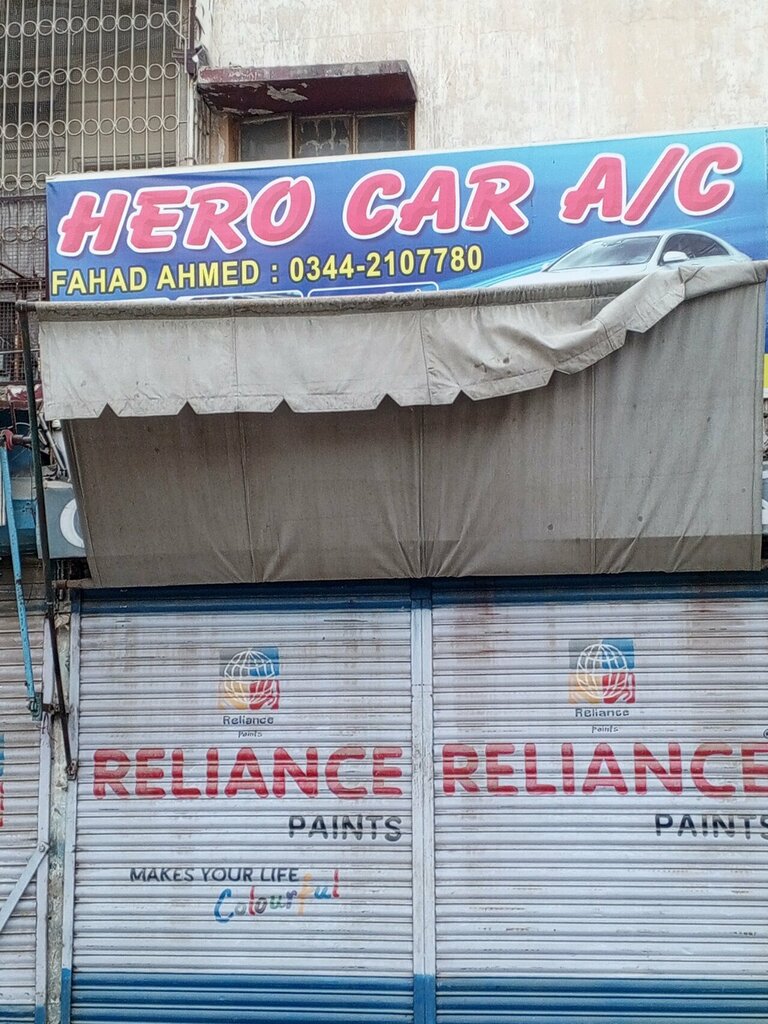 HERO CAR A/C
FAHAD AHMED : 0344-2107780
Reliance
Paints
RELIANCE
PAINTS
MAKES YOUR LIFE
Colourful
Reliance
Paints
RELIANCE
PAINTS